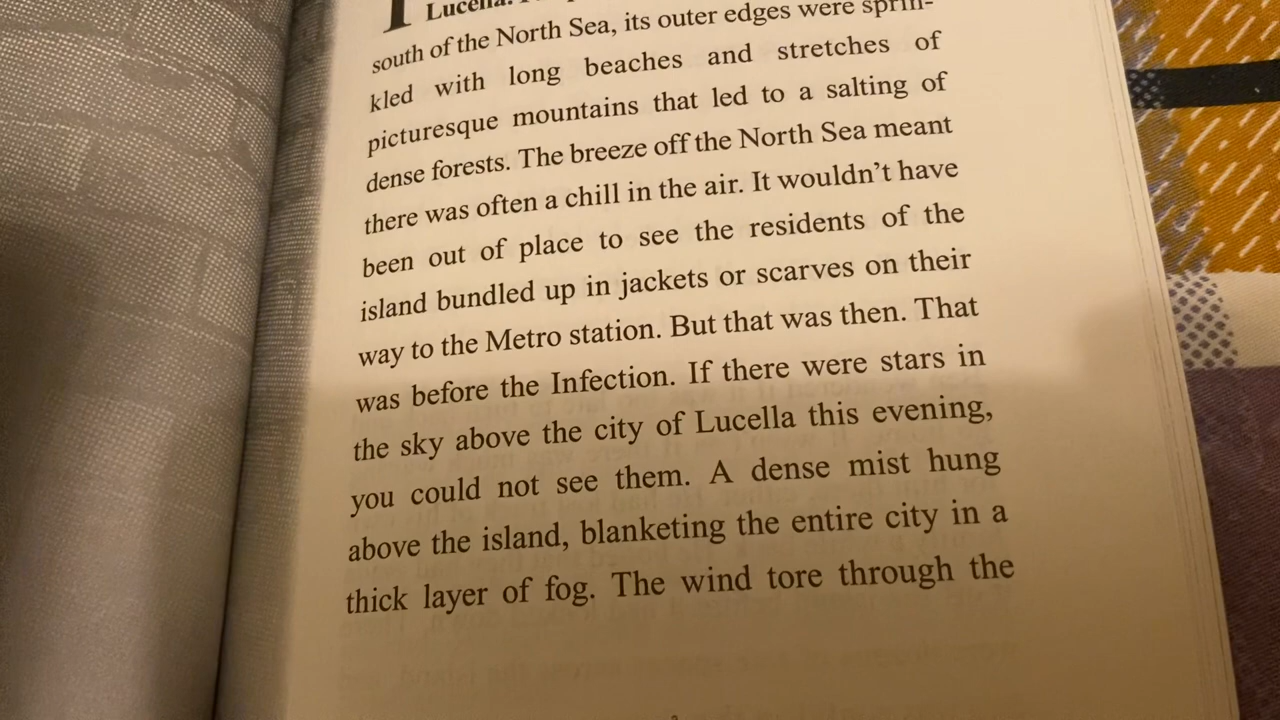 Lucella.
south of the North Sea, its outer edges were sprin-
kled with long beaches and stretches of
picturesque mountains that led to a salting of
dense forests. The breeze off the North Sea meant
there was often a chill in the air. It wouldn't have
been out of place to see the residents of the
island bundled up in jackets or scarves on their
way to the Metro station. But that was then. That
was before the Infection. If there were stars in
the sky above the city of Lucella this evening,
you could not see them. A dense mist hung
above the island, blanketing the entire city in a
thick layer of fog. The wind tore through the